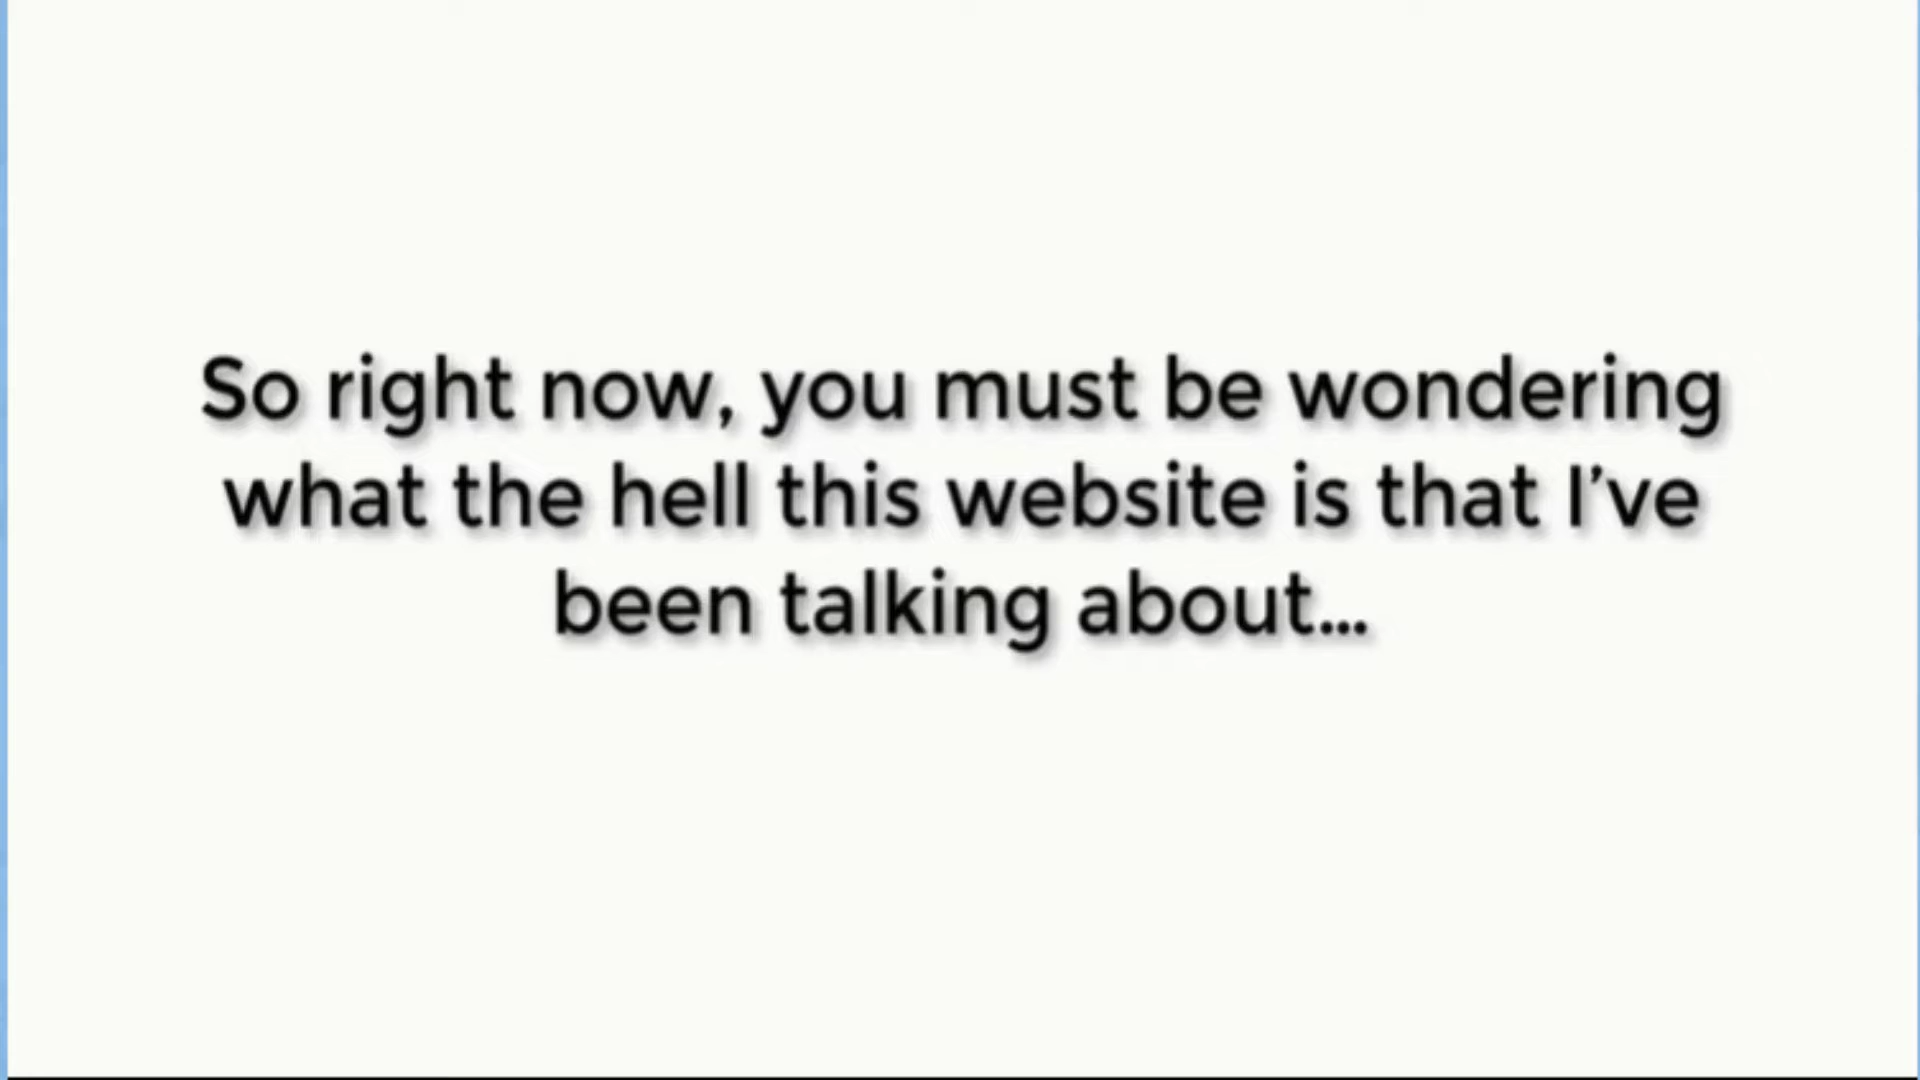 So right now, you must be wondering
what the hell this website is that I’ve
been talking about...